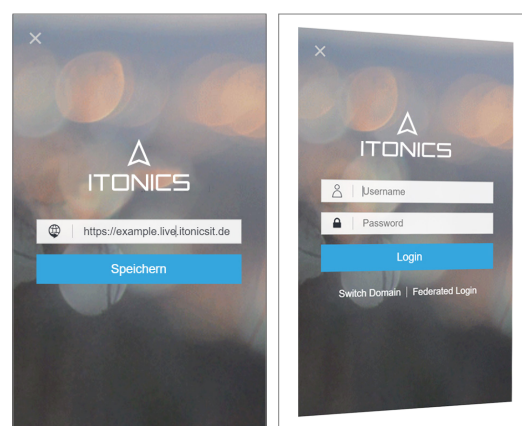 ITONICS
https://example.live.itonicsit.de
Speichern
ITONICS
Username
Password
Login
Switch Domain | Federated Login